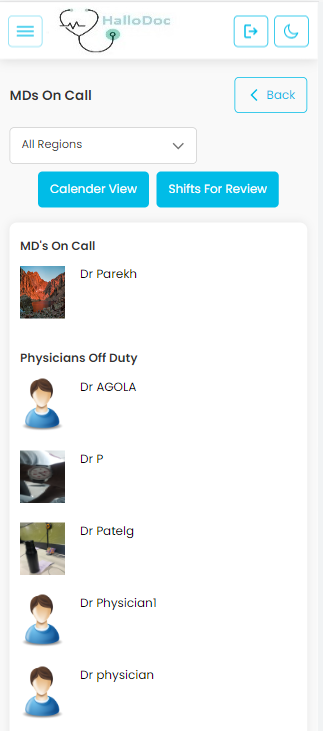 HalloDoc
MDs On Call
Back
All Regions
Calender View
Shifts For Review
MD's On Call
Dr Parekh
Physicians Off Duty
Dr AGOLA
Dr P
Dr Patelg
Dr Physician1
Dr physician